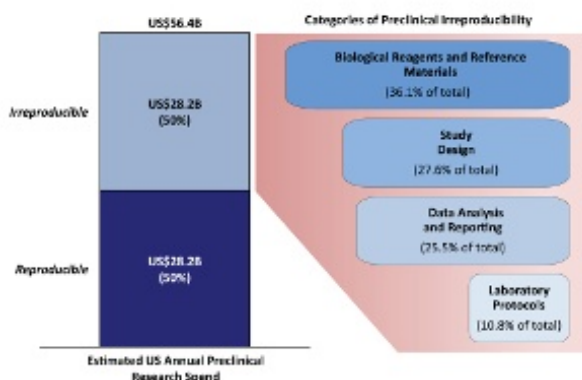 US$56.4B
Categories of Preclinical Irreproducibility
Biological Reagents and Reference
Materials
(36.1% of total)
Irreproducible
US$28.2B
(50%)
Study
Design
(27.6% of total)
Data Analysis
and Reporting
(25.5% of total)
Reproducible
US$28.2B
(50%)
Laboratory
Protocols
(10.8% of total)
Estimated US Annual Preclinical
Research Spend